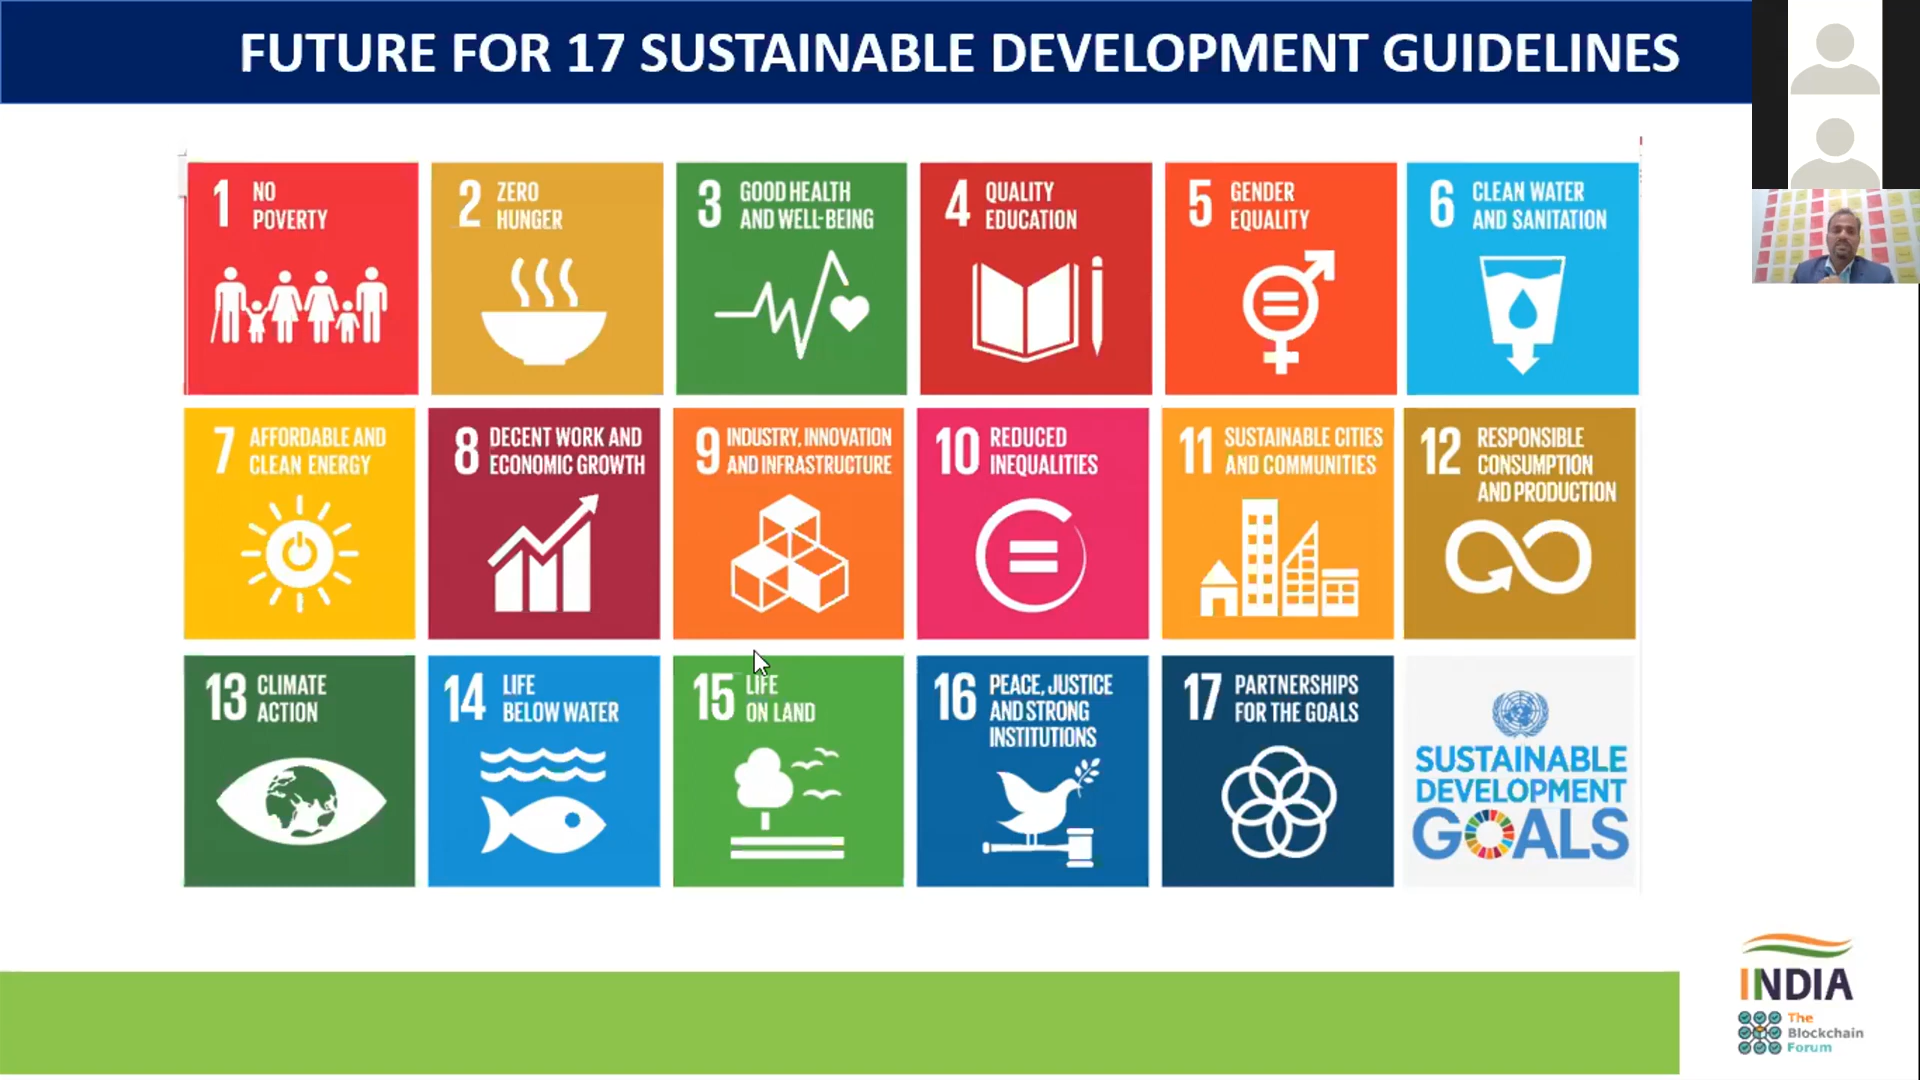 FUTURE FOR 17 SUSTAINABLE DEVELOPMENT GUIDELINES
1 NO
POVERTY
2 ZERO
HUNGER
3 GOOD HEALTH
AND WELL-BEING
4 QUALITY
EDUCATION
5 GENDER
EQUALITY
6 CLEAN WATER
AND SANITATION
7 AFFORDABLE AND
CLEAN ENERGY
8 DECENT WORK AND
ECONOMIC GROWTH
9 INDUSTRY, INNOVATION
AND INFRASTRUCTURE
10 REDUCED
INEQUALITIES
11 SUSTAINABLE CITIES
AND COMMUNITIES
12 RESPONSIBLE
CONSUMPTION
AND PRODUCTION
13 CLIMATE
ACTION
14 LIFE
BELOW WATER
15 LIFE
ON LAND
16 PEACE, JUSTICE
AND STRONG
INSTITUTIONS
17 PARTNERSHIPS
FOR THE GOALS
SUSTAINABLE
DEVELOPMENT
GOALS
INDIA
The
Blockchain
Forum